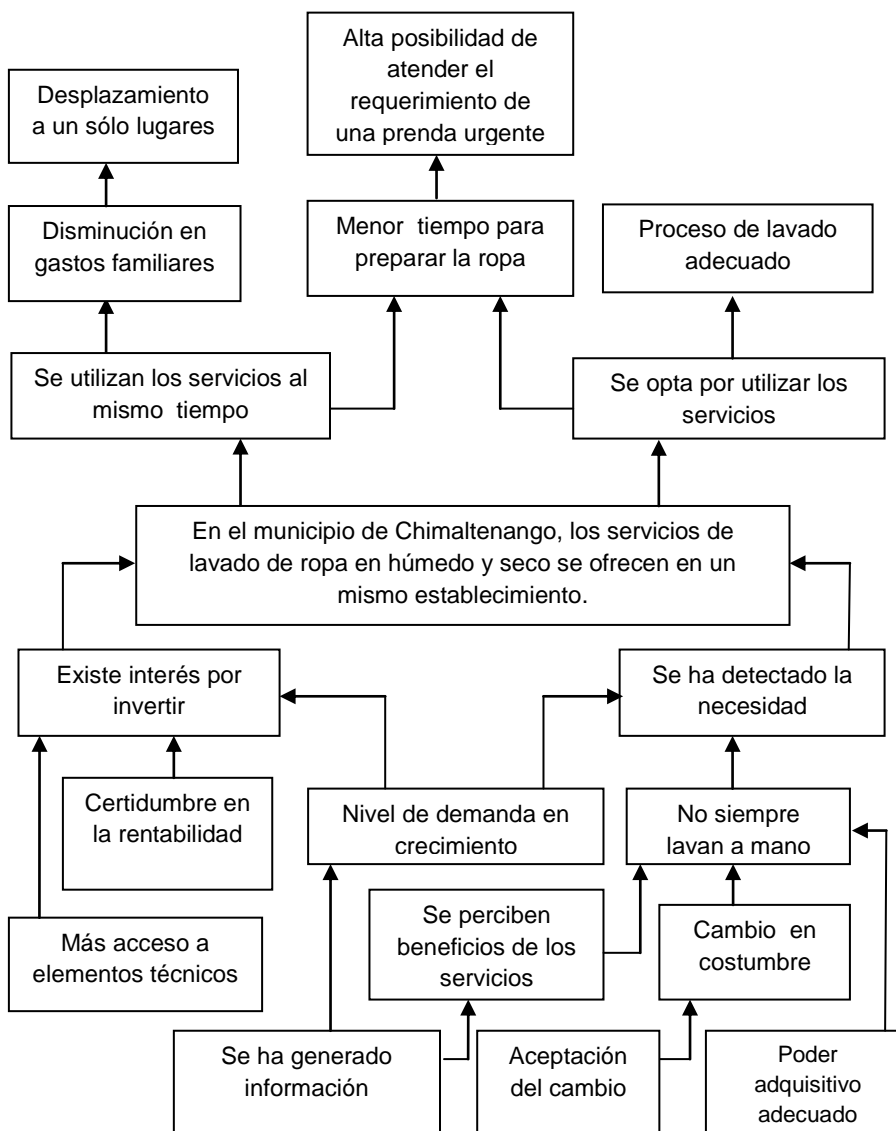 Alta posibilidad de
atender el
requerimiento de
una prenda urgente
Desplazamiento
a un sólo lugares
Disminución en
gastos familiares
Menor tiempo para
preparar la ropa
Proceso de lavado
adecuado
Se utilizan los servicios al
mismo tiempo
Se opta por utilizar los
servicios
En el municipio de Chimaltenango, los servicios de
lavado de ropa en húmedo y seco se ofrecen en un
mismo establecimiento.
Existe interés por
invertir
Se ha detectado la
necesidad
Certidumbre en
la rentabilidad
Nivel de demanda en
crecimiento
No siempre
lavan a mano
Más acceso a
elementos técnicos
Se perciben
beneficios de los
servicios
Cambio en
costumbre
Se ha generado
información
Aceptación
del cambio
Poder
adquisitivo
adecuado